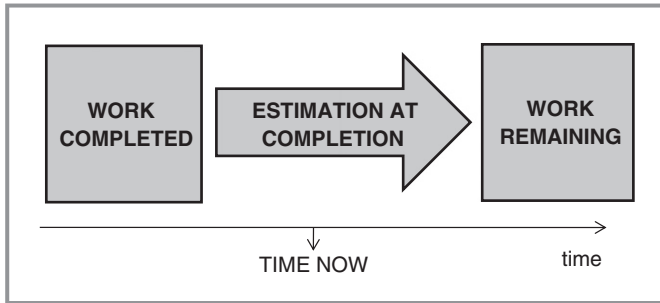 WORK
COMPLETED
ESTIMATION AT
COMPLETION
WORK
REMAINING
TIME NOW
time